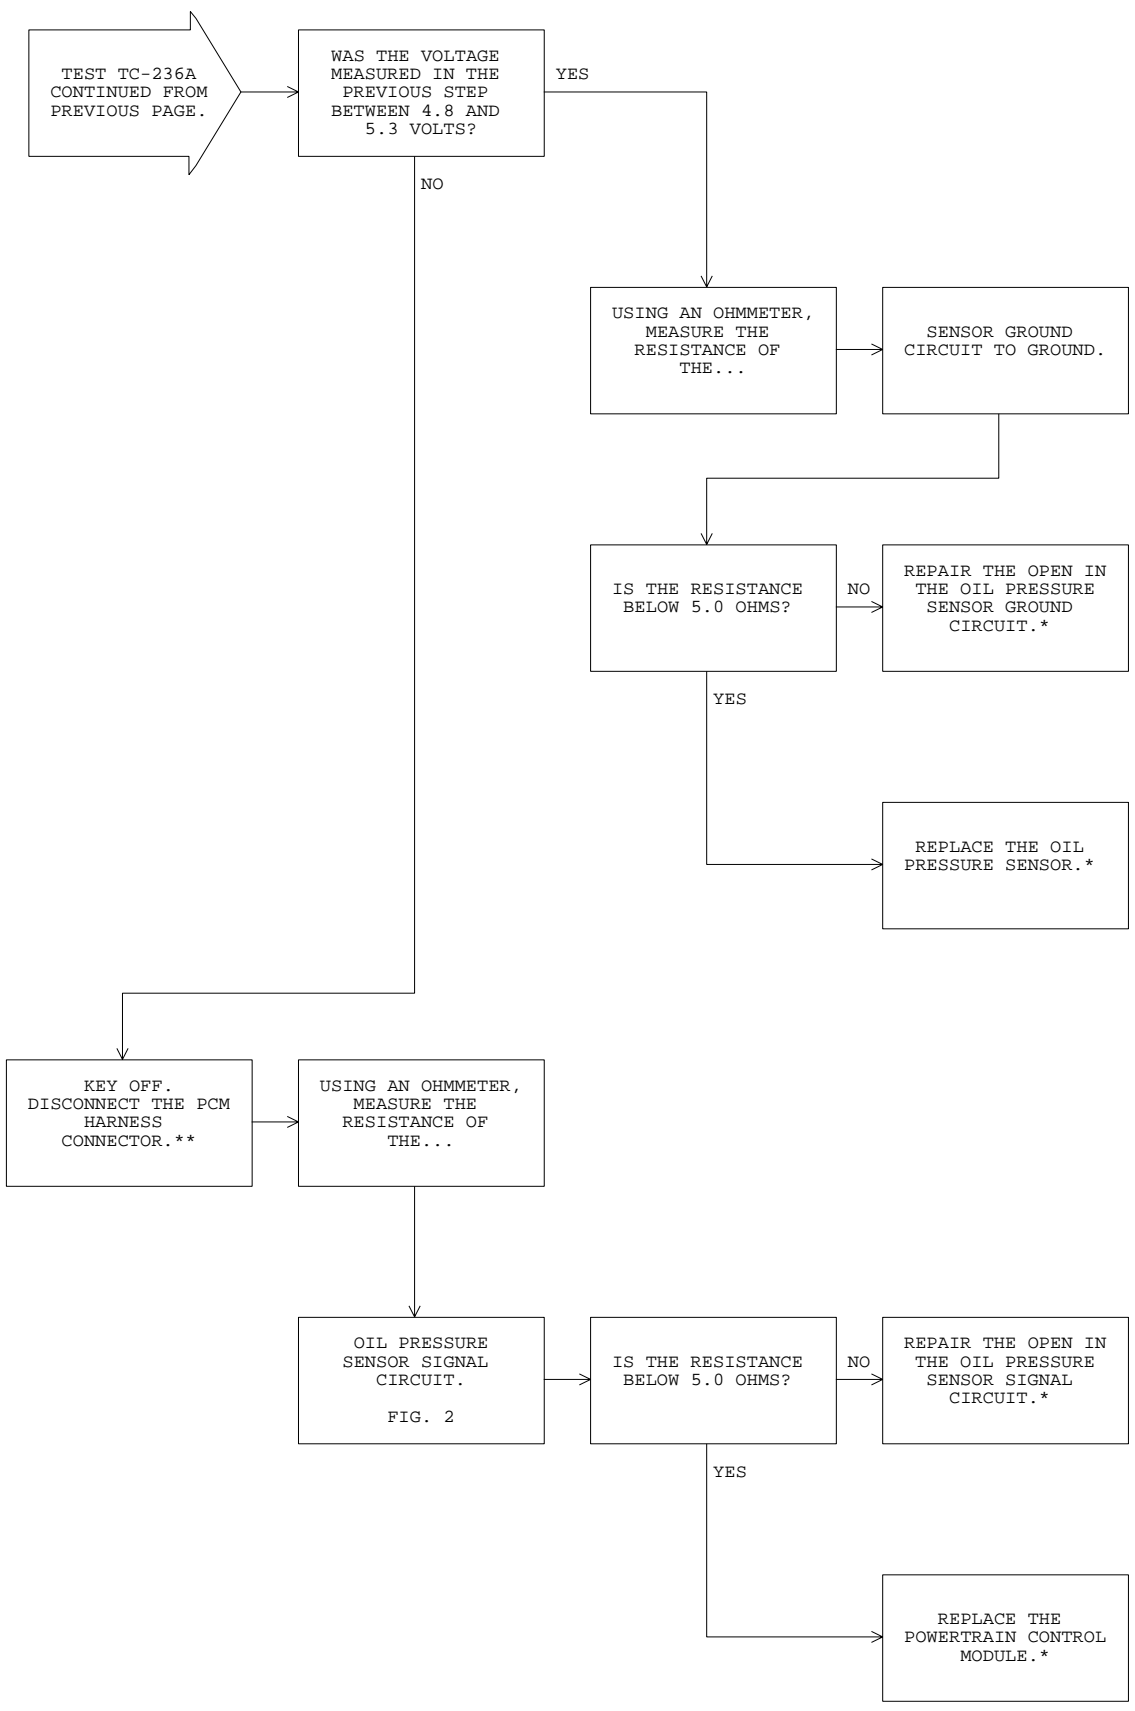 TEST TC-236A
CONTINUED FROM
PREVIOUS PAGE.
WAS THE VOLTAGE
MEASURED IN THE
PREVIOUS STEP
BETWEEN 4.8 AND
5.3 VOLTS?
YES
NO
USING AN OHMMETER,
MEASURE THE
RESISTANCE OF
THE...
SENSOR GROUND
CIRCUIT TO GROUND.
IS THE RESISTANCE
BELOW 5.0 OHMS?
NO
REPAIR THE OPEN IN
THE OIL PRESSURE
SENSOR GROUND
CIRCUIT.*
YES
REPLACE THE OIL
PRESSURE SENSOR.*
KEY OFF.
DISCONNECT THE PCM
HARNESS
CONNECTOR.**
USING AN OHMMETER,
MEASURE THE
RESISTANCE OF
THE...
OIL PRESSURE
SENSOR SIGNAL
CIRCUIT.
FIG. 2
IS THE RESISTANCE
BELOW 5.0 OHMS?
NO
REPAIR THE OPEN IN
THE OIL PRESSURE
SENSOR SIGNAL
CIRCUIT.*
YES
REPLACE THE
POWERTRAIN CONTROL
MODULE.*